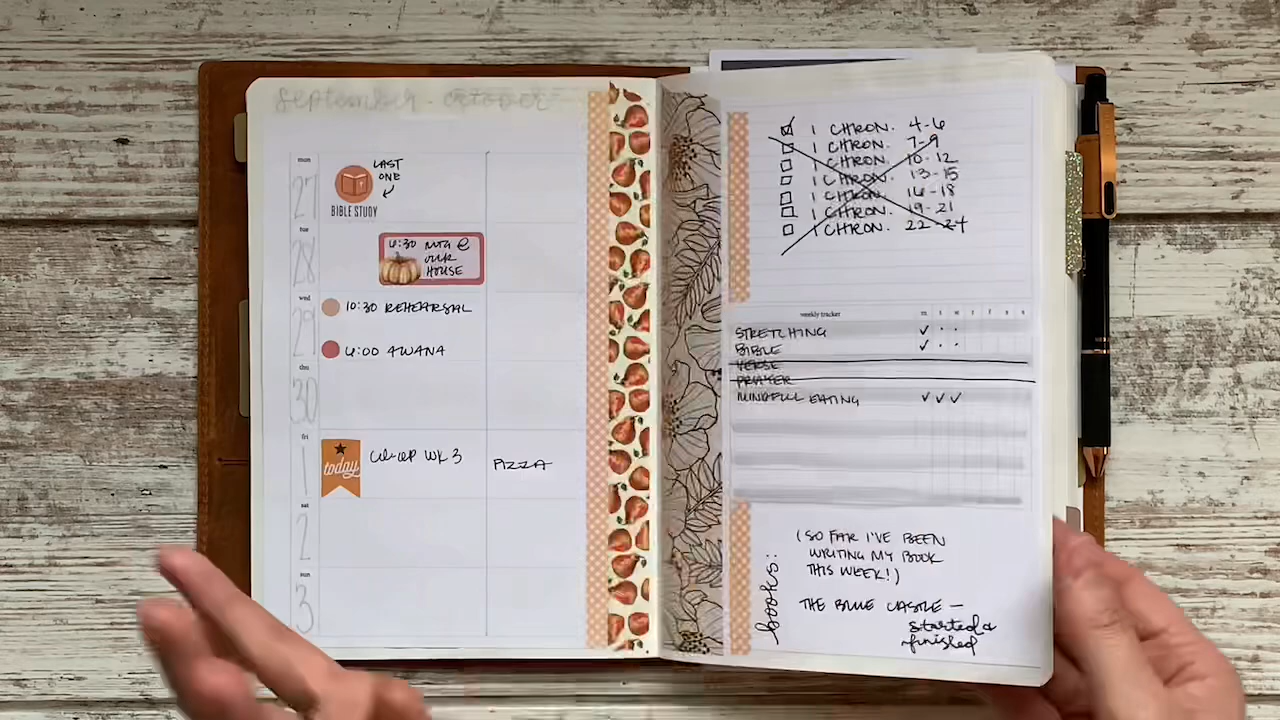 september - october
mon
27
LAST
ONE
BIBLE STUDY
tue
28
6:30 MTG @
OUR
HOUSE
wed
29
10:30 REHEARSAL
6:00 AWANA
thu
30
fri
1
today
WK 3
PIZZA
sat
2
sun
3
1 CHRON. 4-6
1 CHRON. 7-9
1 CHRON. 10-12
1 CHRON. 13-15
1 CHRON. 16-18
1 CHRON. 19-21
1 CHRON. 22-24
weekly tracker m t w t f s s
STRETCHING
BIBLE
VERSE
PRAYER
MINDFUL EATING
books:
(SO FAR I'VE BEEN
WRITING MY BOOK
THIS WEEK!)
THE BLUE CASTLE -
started &
finished